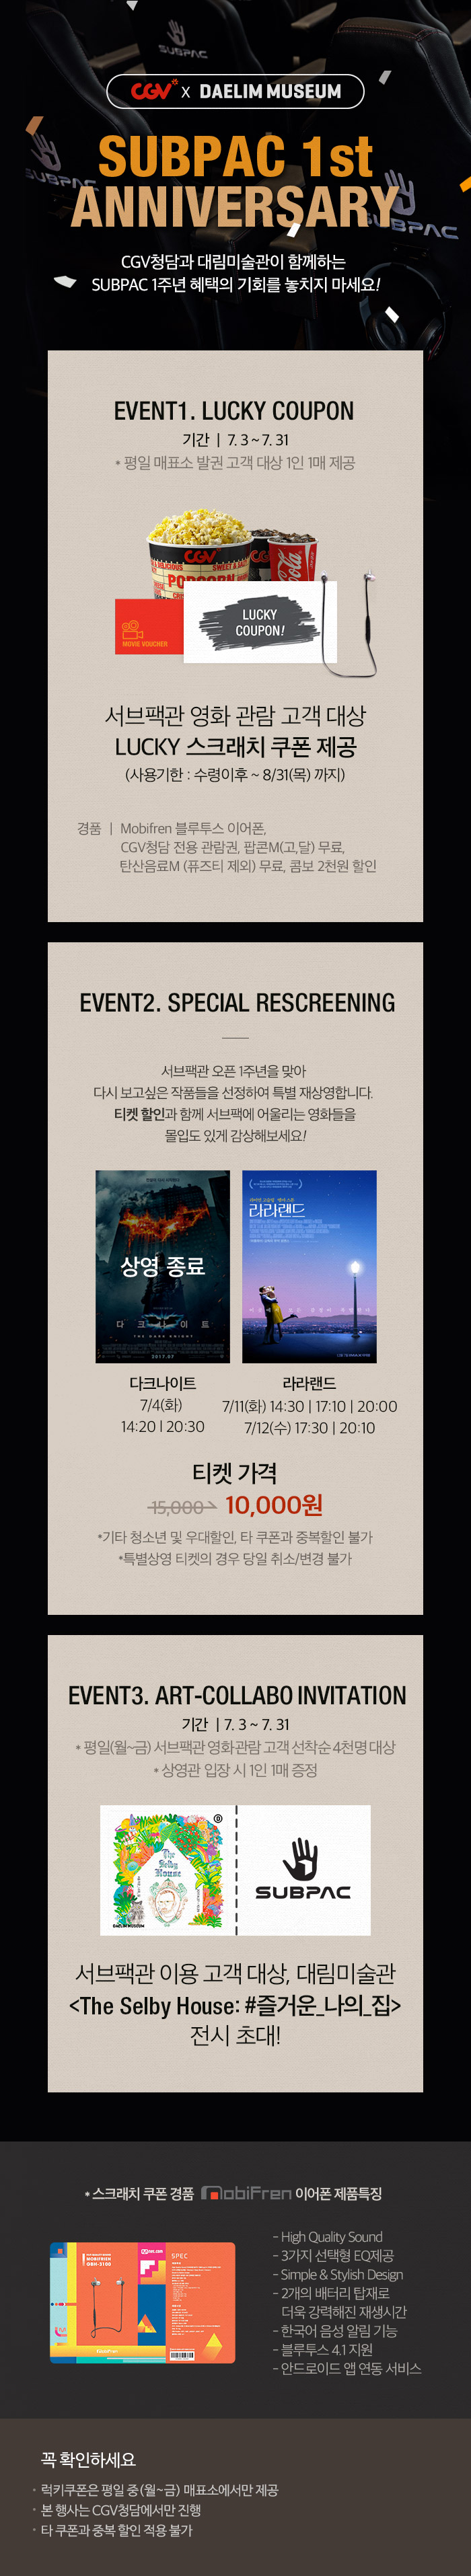 SUBPAC
CGV X DAELIM MUSEUM
SUBPAC 1st
ANNIVERSARY
SUBPAC
SUBPAC
CGV청담과 대림미술관이 함께하는
SUBPAC 1주년 혜택의 기회를 놓치지 마세요!
EVENT1. LUCKY COUPON
기간 | 7. 3 ~ 7. 31
* 평일 매표소 발권 고객 대상 1인 1매 제공
CGV
POPCORN
MOVIE VOUCHER
LUCKY
COUPON!
서브팩관 영화 관람 고객 대상
LUCKY 스크래치 쿠폰 제공
(사용기한 : 수령이후 ~ 8/31(목) 까지)
경품 | Mobifren 블루투스 이어폰,
CGV청담 전용 관람권, 팝콘M(고,달) 무료,
탄산음료M (퓨즈티 제외) 무료, 콤보 2천원 할인
EVENT2. SPECIAL RESCREENING
서브팩관 오픈 1주년을 맞아
다시 보고싶은 작품들을 선정하여 특별 재상영합니다.
티켓 할인과 함께 서브팩에 어울리는 영화들을
몰입도 있게 감상해보세요!
상영 종료
다크나이트
THE DARK KNIGHT
2017.07
라라랜드
다크나이트
7/4(화)
14:20 | 20:30
라라랜드
7/11(화) 14:30 | 17:10 | 20:00
7/12(수) 17:30 | 20:10
티켓 가격
15,000 10,000원
*기타 청소년 및 우대할인, 타 쿠폰과 중복할인 불가
*특별상영 티켓의 경우 당일 취소/변경 불가
EVENT3. ART-COLLABO INVITATION
기간 | 7. 3 ~ 7. 31
* 평일(월~금) 서브팩관 영화관람 고객 선착순 4천명 대상
* 상영관 입장 시 1인 1매 증정
The
Selby
House
DAELIM MUSEUM
SUBPAC
서브팩관 이용 고객 대상, 대림미술관
<The Selby House: #즐거운_나의_집>
전시 초대!
* 스크래치 쿠폰 경품 MobiFren 이어폰 제품특징
SPEC
MobiFren
- High Quality Sound
- 3가지 선택형 EQ제공
- Simple & Stylish Design
- 2개의 배터리 탑재로
더욱 강력해진 재생시간
- 한국어 음성 알림 기능
- 블루투스 4.1 지원
- 안드로이드 앱 연동 서비스
꼭 확인하세요
• 럭키쿠폰은 평일 중 (월~금) 매표소에서만 제공
• 본 행사는 CGV청담에서만 진행
• 타 쿠폰과 중복 할인 적용 불가